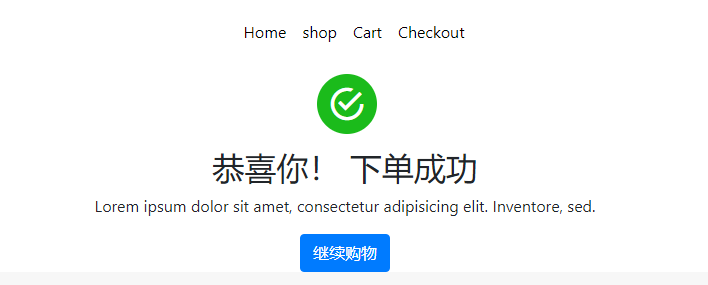 Home shop Cart Checkout
恭喜你！ 下单成功
Lorem ipsum dolor sit amet, consectetur adipisicing elit. Inventore, sed.
继续购物